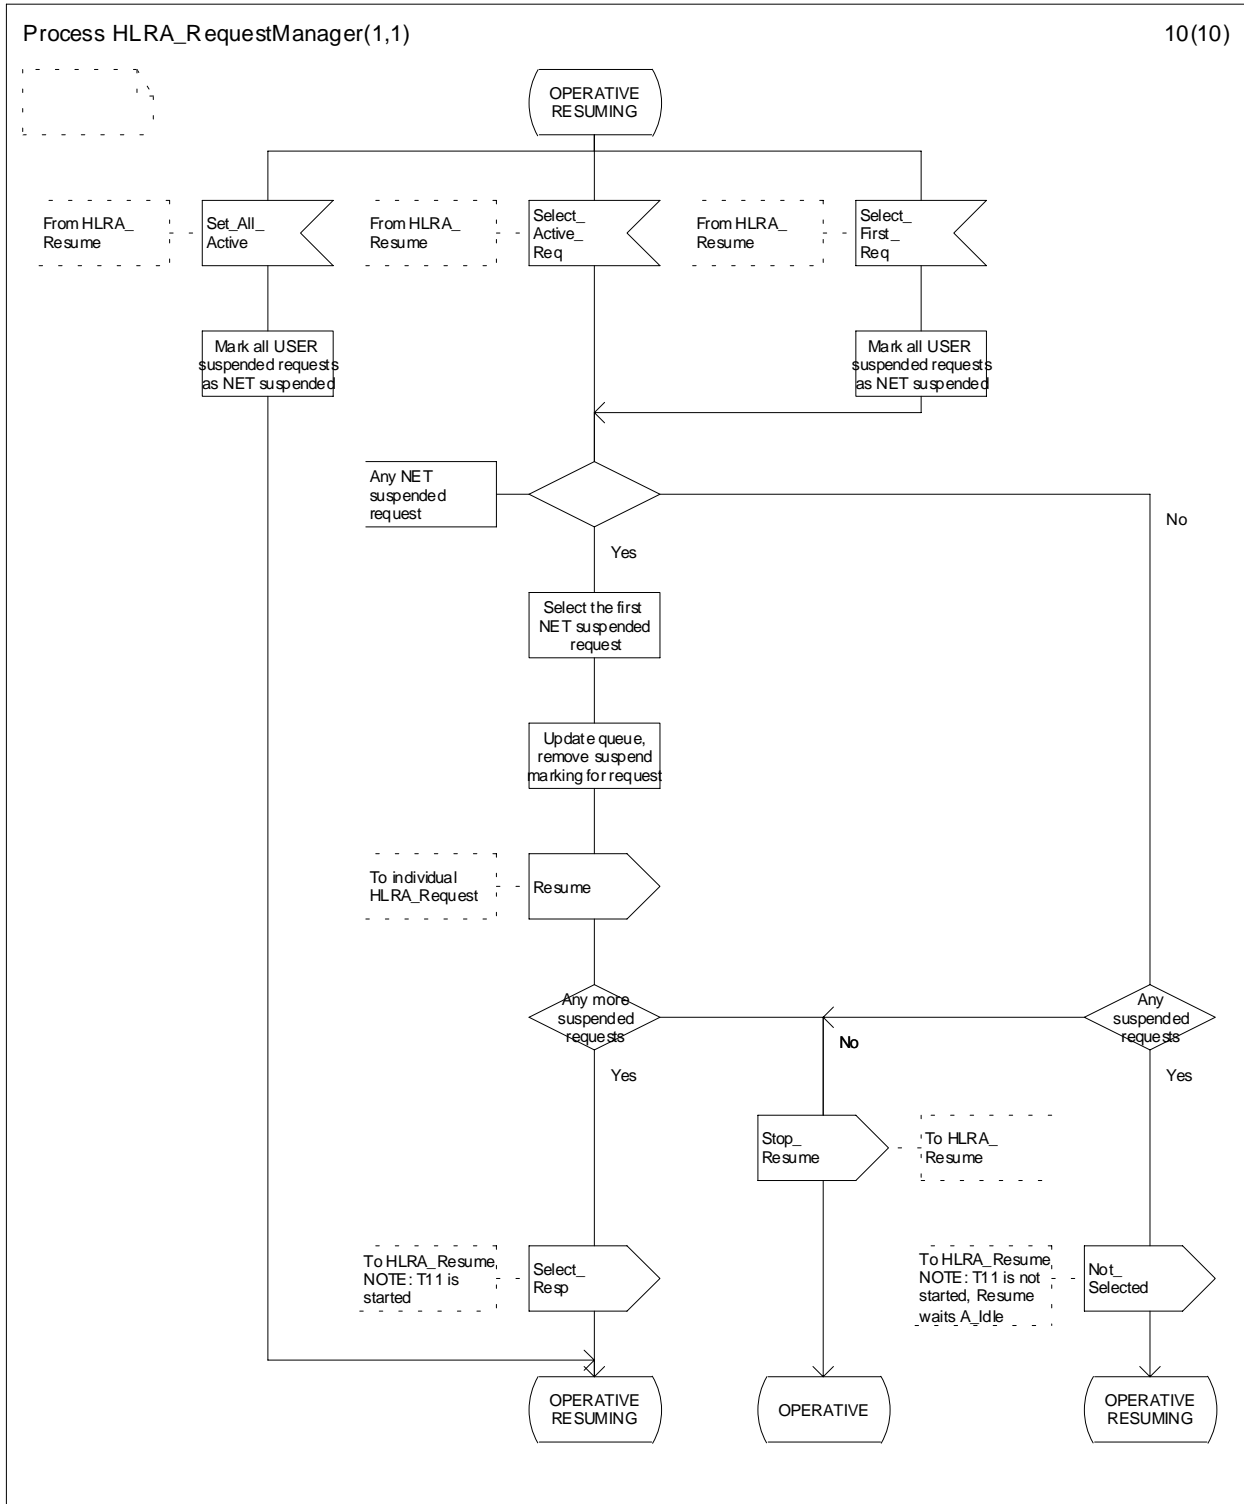 Process HLRA_RequestManager(1,1)
10(10)
OPERATIVE
RESUMING
From HLRA_
Resume
Set_All_
Active
From HLRA_
Resume
Select_
Active_
Req
From HLRA_
Resume
Select_
First_
Req
Mark all USER
suspended requests
as NET suspended
Mark all USER
suspended requests
as NET suspended
Any NET
suspended
request
No
Yes
Select the first
NET suspended
request
Update queue,
remove suspend
marking for request
To individual
HLRA_Request
Resume
Any more
suspended
requests
Any
suspended
requests
No
Yes
Yes
Stop_
Resume
To HLRA_
Resume
To HLRA_Resume
NOTE: T11 is
started
Select_
Resp
To HLRA_Resume
NOTE: T11 is not
started, Resume
waits A_Idle
Not_
Selected
OPERATIVE
RESUMING
OPERATIVE
OPERATIVE
RESUMING